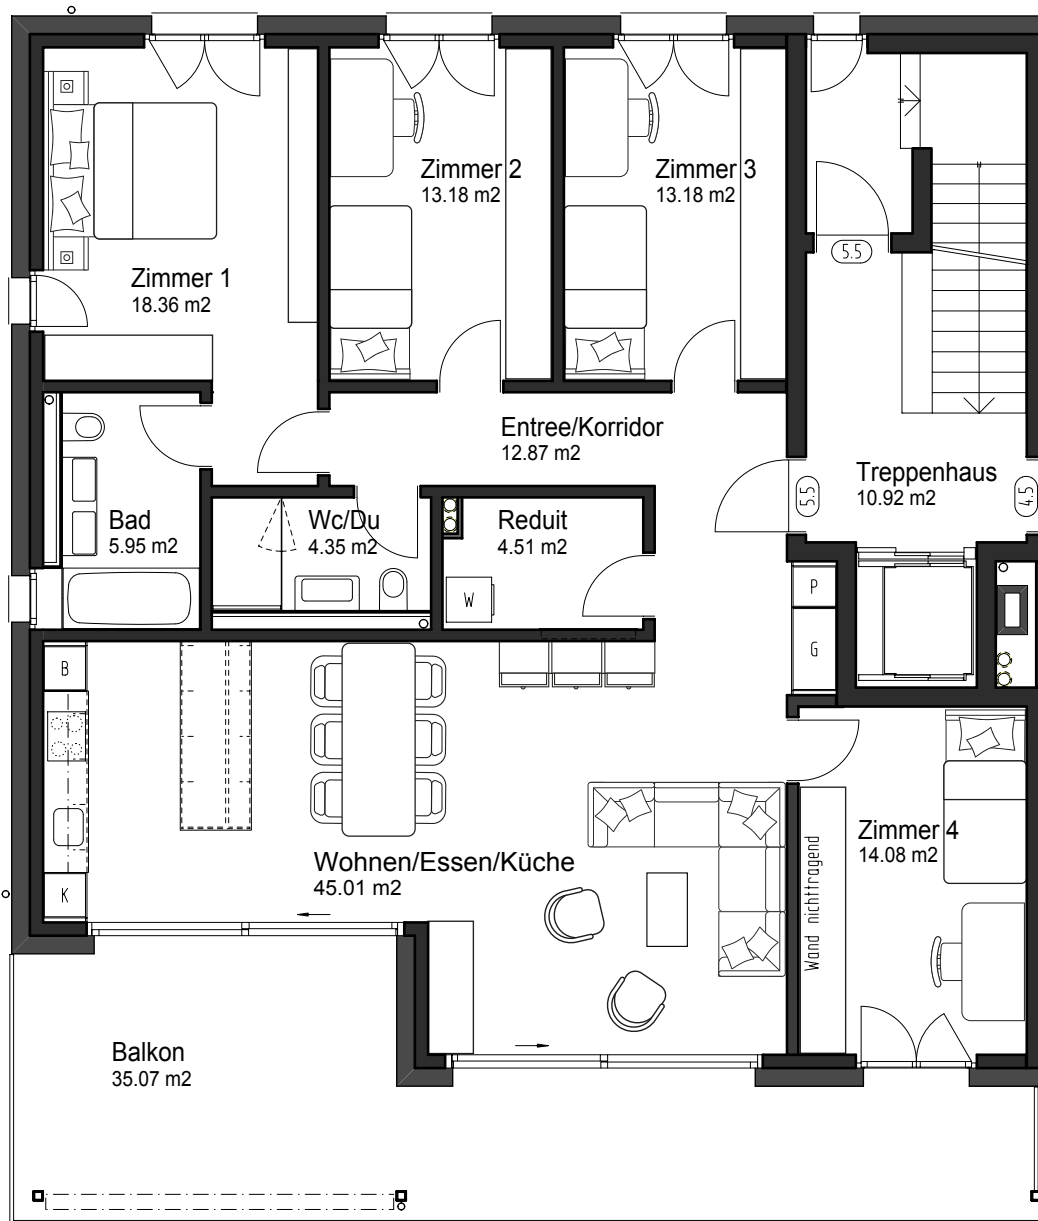 Zimmer 2
13.18 m2
Zimmer 3
13.18 m2
5.5
Zimmer 1
18.36 m2
Entree/Korridor
12.87 m2
Treppenhaus
10.92 m2
5.5
4.5
Bad
5.95 m2
Wc/Du
4.35 m2
Reduit
4.51 m2
W
P
G
B
K
Wohnen/Essen/Küche
45.01 m2
Zimmer 4
14.08 m2
Wand nichttragend
Balkon
35.07 m2